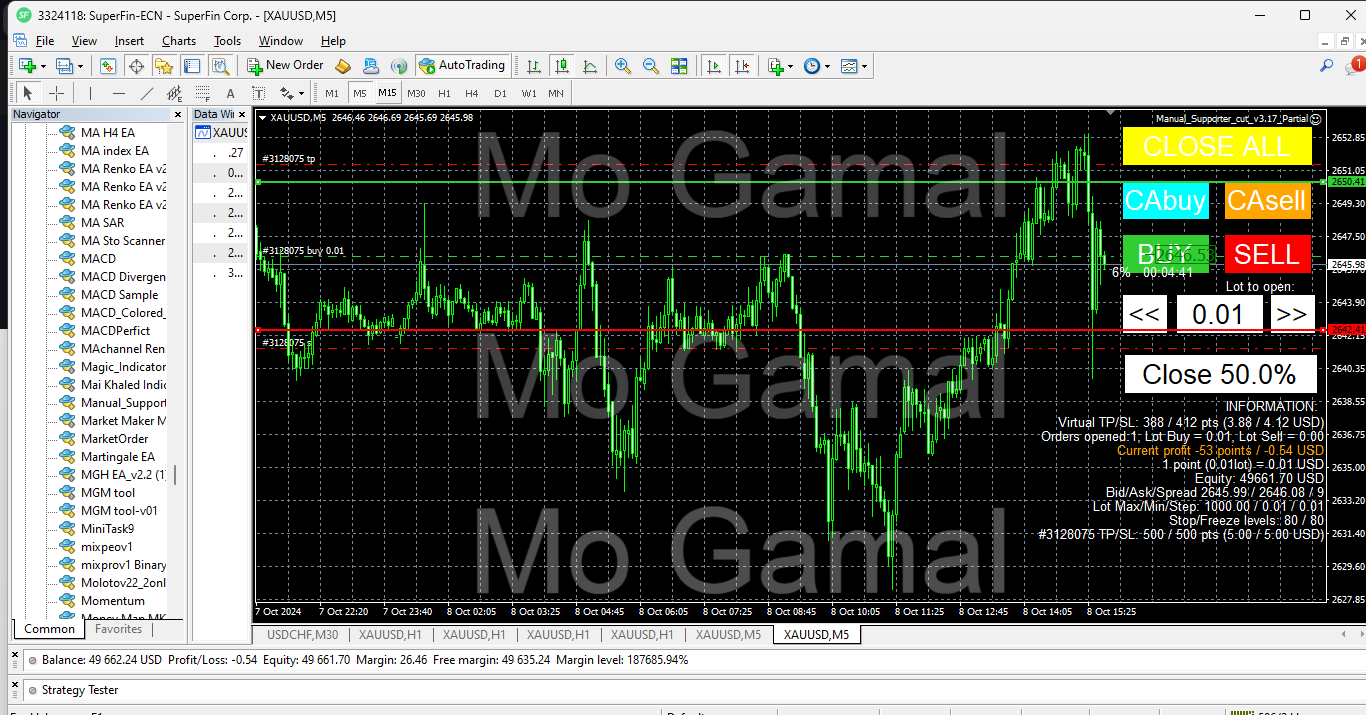 3324118: SuperFin-ECN - SuperFin Corp. - [XAUUSD,M5]
File View Insert Charts Tools Window Help
New Order AutoTrading 1
A T M1 M5 M15 M30 H1 H4 D1 W1 MN
Navigator
MA H4 EA
MA index EA
MA Renko EA v2
MA Renko EA v2
MA Renko EA v2
MA SAR
MA Sto Scanner
MACD
MACD Divergen
MACD Sample
MACD_Colored_
MACDPerfict
MAchannel Ren
Magic_Indicator
Mai Khaled Indic
Manual_Support
Market Maker M
MarketOrder
Martingale EA
MGH EA_v2.2 (1)
MGM tool
MGM tool-v01
MiniTask9
mixpeov1
mixprov1 Binary
Molotov22_2onl
Momentum
Common Favorites
Data Wi
XAUUS
. .27
. 0...
. 2...
. 2...
. 2...
. 2...
. 3...
XAUUSD,M5 2646.46 2646.69 2645.69 2645.98
Manual_Supporter_cut_v3.17_Partial
Mo Gamal
Mo Gamal
Mo Gamal
#3128075 tp
#3128075 buy 0.01
#3128075 s
CLOSE ALL
CAbuy CAsell
BUY SELL
2646.53
6% : 00:04:41
Lot to open:
<< 0.01 >>
Close 50.0%
INFORMATION:
Virtual TP/SL: 388 / 412 pts (3.88 / 4.12 USD)
Orders opened:1, Lot Buy = 0.01, Lot Sell = 0.00
Current profit -53 points / -0.54 USD
1 point (0.01lot) = 0.01 USD
Equity: 49661.70 USD
Bid/Ask/Spread 2645.99 / 2646.08 / 9
Lot Max/Min/Step: 1000.00 / 0.01 / 0.01
Stop/Freeze levels: 80 / 80
#3128075 TP/SL: 500 / 500 pts (5.00 / 5.00 USD)
2652.85
2651.05
2650.41
2649.30
2647.50
2645.98
2643.90
2642.41
2642.15
2640.35
2638.55
2636.75
2635.00
2633.20
2631.40
2629.60
2627.85
7 Oct 2024 7 Oct 22:20 7 Oct 23:40 8 Oct 02:05 8 Oct 03:25 8 Oct 04:45 8 Oct 06:05 8 Oct 07:25 8 Oct 08:45 8 Oct 10:05 8 Oct 11:25 8 Oct 12:45 8 Oct 14:05 8 Oct 15:25
USDCHF,M30 XAUUSD,H1 XAUUSD,H1 XAUUSD,H1 XAUUSD,H1 XAUUSD,M5 XAUUSD,M5
Balance: 49 662.24 USD Profit/Loss: -0.54 Equity: 49 661.70 Margin: 26.46 Free margin: 49 635.24 Margin level: 187685.94%
Strategy Tester